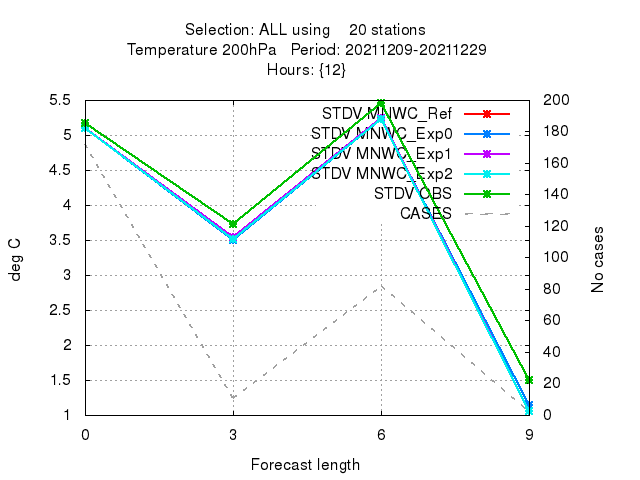 Selection: ALL using 20 stations
Temperature 200hPa Period: 20211209-20211229
Hours: {12}
STDV MNWC_Ref
STDV MNWC_Exp0
STDV MNWC_Exp1
STDV MNWC_Exp2
STDV OBS
CASES
5.5
5
4.5
4
3.5
3
2.5
2
1.5
1
200
180
160
140
120
100
80
60
40
20
0
deg C
No cases
0 3 6 9
Forecast length